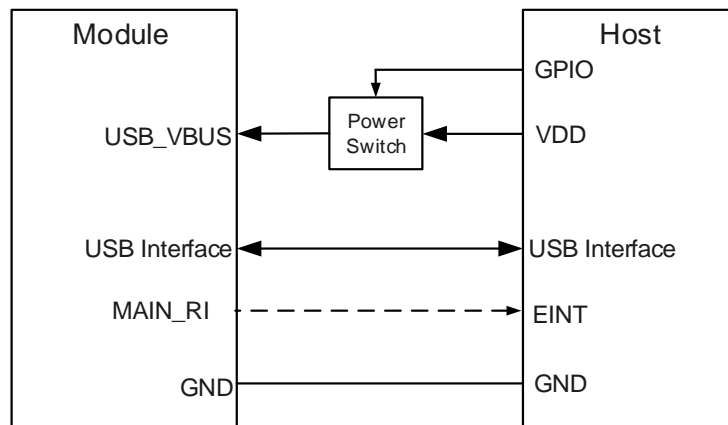 Module
Host
GPIO
USB_VBUS
Power
Switch
VDD
USB Interface
USB Interface
MAIN_RI
EINT
GND
GND